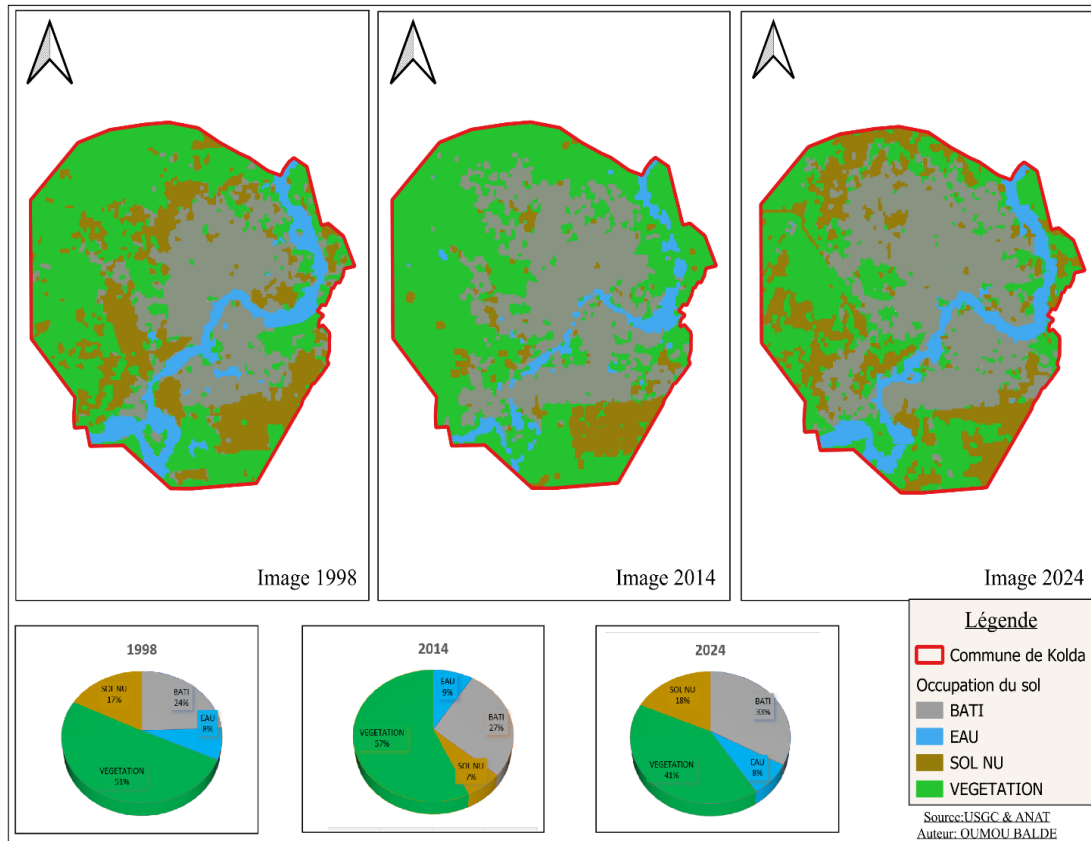 Image 1998
Image 2014
Image 2024
1998
SOL NU
17%
BATI
24%
EAU
8%
VEGETATION
51%
2014
EAU
9%
BATI
27%
VEGETATION
57%
SOL NU
7%
2024
SOL NU
18%
BATI
33%
VEGETATION
41%
EAU
8%
Légende
Commune de Kolda
Occupation du sol
BATI
EAU
SOL NU
VEGETATION
Source:USGC & ANAT
Auteur: OUMOU BALDE